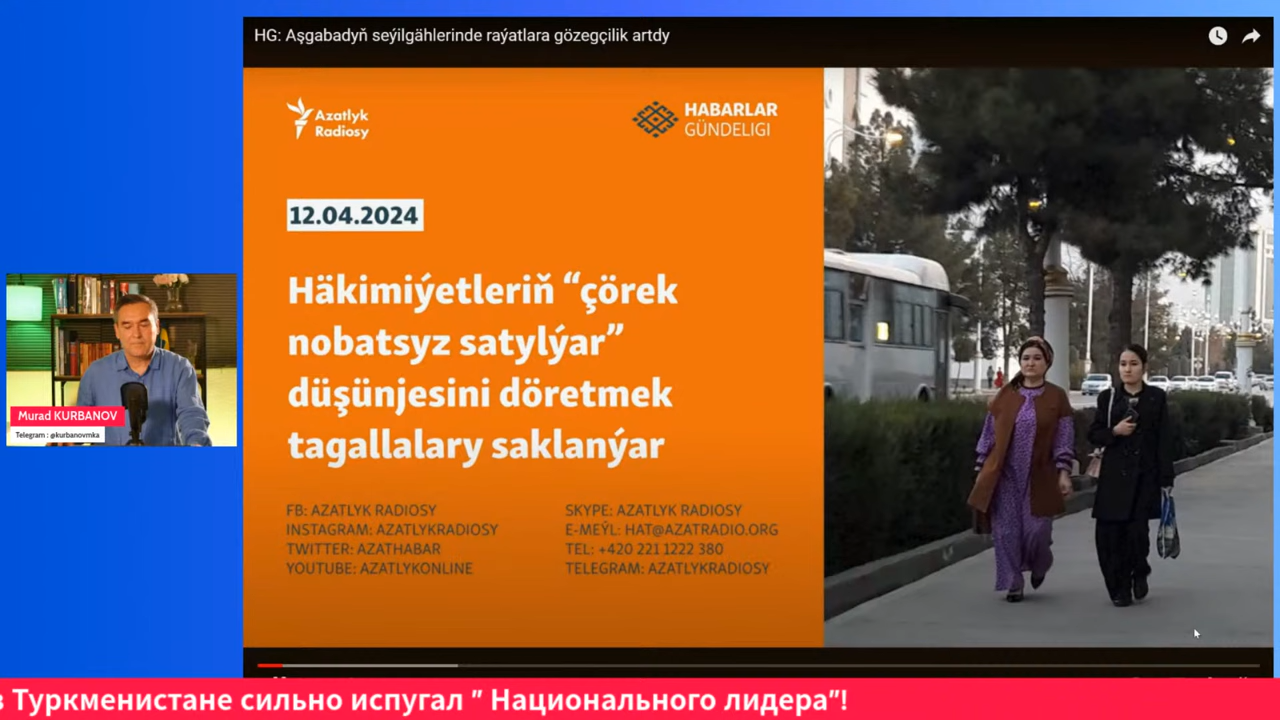 HG: Aşgabadyň seýilgählerinde raýatlara gözegçilik artdy
Azatlyk
Radiosy
HABARLAR
GÜNDELIGI
12.04.2024
Häkimiýetleriň “çörek
nobatsyz satylýar”
düşünjesini döretmek
tagallalary saklanýar
FB: AZATLYK RADIOSY
INSTAGRAM: AZATLYKRADIOSY
TWITTER: AZATHABAR
YOUTUBE: AZATLYKONLINE
SKYPE: AZATLYK RADIOSY
E-MEÝL: HAT@AZATRADIO.ORG
TEL: +420 221 1222 380
TELEGRAM: AZATLYKRADIOSY
Murad KURBANOV
Telegram : @kurbanovmka
в Туркменистане сильно испугал " Национального лидера"!